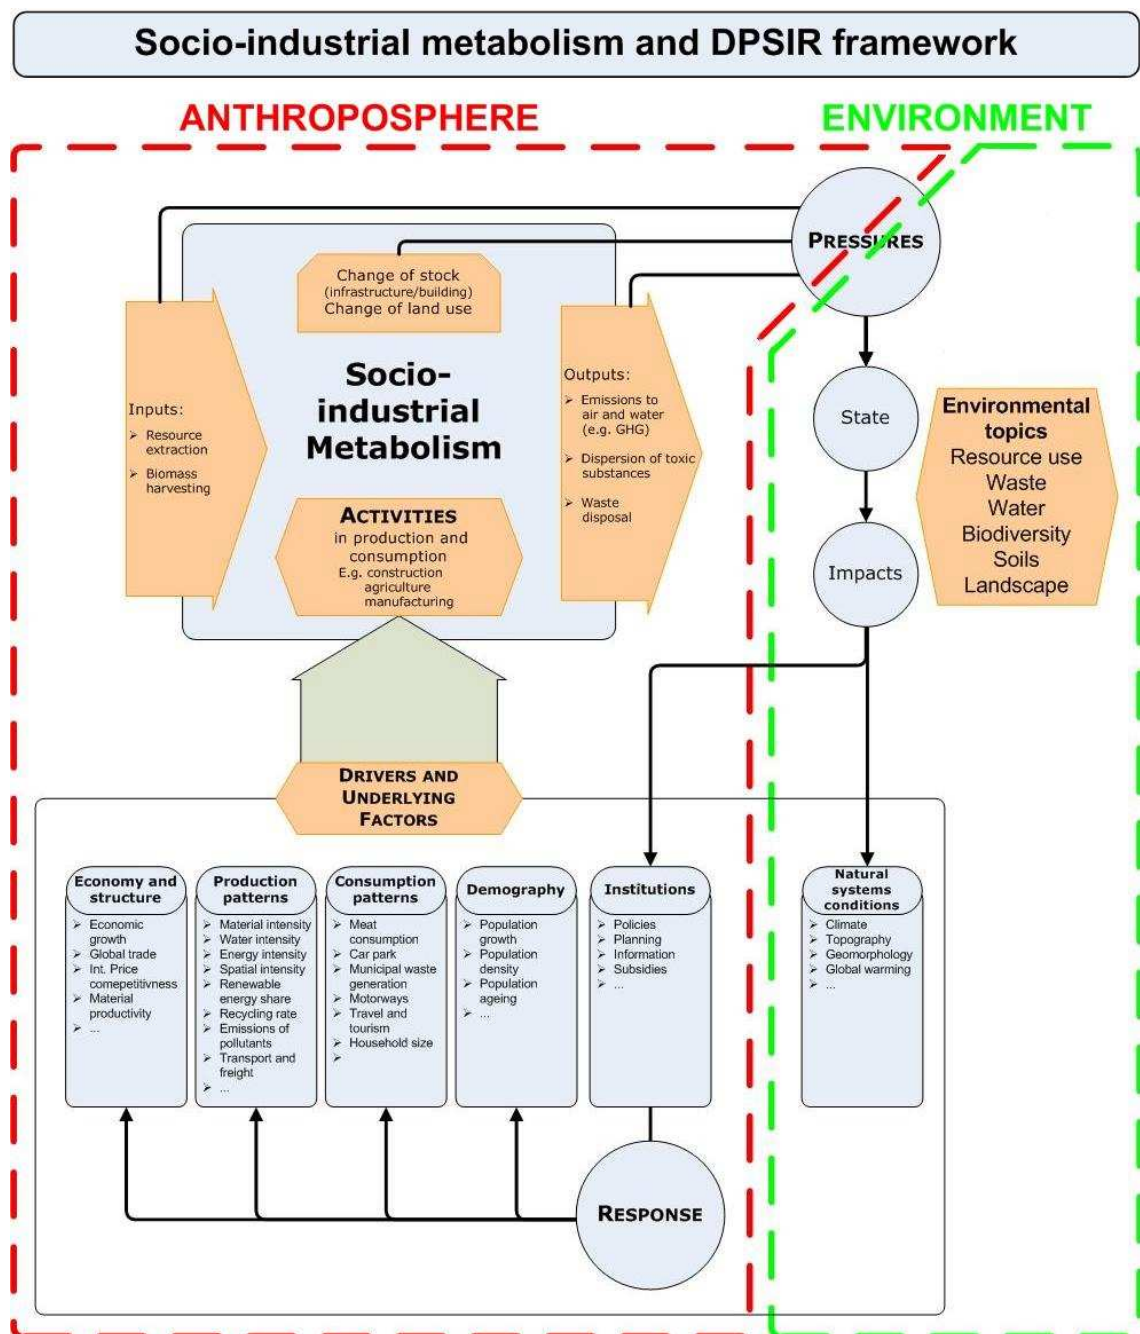 Socio-industrial metabolism and DPSIR framework
ANTHROPOSPHERE
ENVIRONMENT
PRESSURES
Change of stock
(infrastructure/building)
Change of land use
Socio-
industrial
Metabolism
Inputs:
➢ Resource
extraction
➢ Biomass
harvesting
Outputs:
➢ Emissions to
air and water
(e.g. GHG)
➢ Dispersion of toxic
substances
➢ Waste
disposal
ACTIVITIES
in production and
consumption
E.g. construction
agriculture
manufacturing
State
Impacts
Environmental
topics
Resource use
Waste
Water
Biodiversity
Soils
Landscape
DRIVERS AND
UNDERLYING
FACTORS
Economy and
structure
➢ Economic
growth
➢ Global trade
➢ Int. Price
comepetitivness
➢ Material
productivity
➢ ...
Production
patterns
➢ Material intensity
➢ Water intensity
➢ Energy intensity
➢ Spatial intensity
➢ Renewable
energy share
➢ Recycling rate
➢ Emissions of
pollutants
➢ Transport and
freight
➢ ...
Consumption
patterns
➢ Meat
consumption
➢ Car park
➢ Municipal waste
generation
➢ Motorways
➢ Travel and
tourism
➢ Household size
➢
Demography
➢ Population
growth
➢ Population
density
➢ Population
ageing
➢ ...
Institutions
➢ Policies
➢ Planning
➢ Information
➢ Subsidies
➢ ...
Natural
systems
conditions
➢ Climate
➢ Topography
➢ Geomorphology
➢ Global warming
➢ ...
RESPONSE